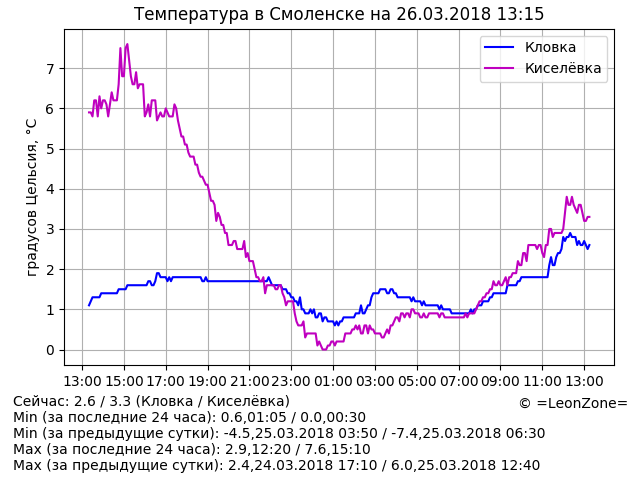 Температура в Смоленске на 26.03.2018 13:15
Кловка
Киселёвка
градусов Цельсия, °C
7
6
5
4
3
2
1
0
13:00 15:00 17:00 19:00 21:00 23:00 01:00 03:00 05:00 07:00 09:00 11:00 13:00
Сейчас: 2.6 / 3.3 (Кловка / Киселёвка)
© =LeonZone=
Min (за последние 24 часа): 0.6,01:05 / 0.0,00:30
Min (за предыдущие сутки): -4.5,25.03.2018 03:50 / -7.4,25.03.2018 06:30
Max (за последние 24 часа): 2.9,12:20 / 7.6,15:10
Max (за предыдущие сутки): 2.4,24.03.2018 17:10 / 6.0,25.03.2018 12:40